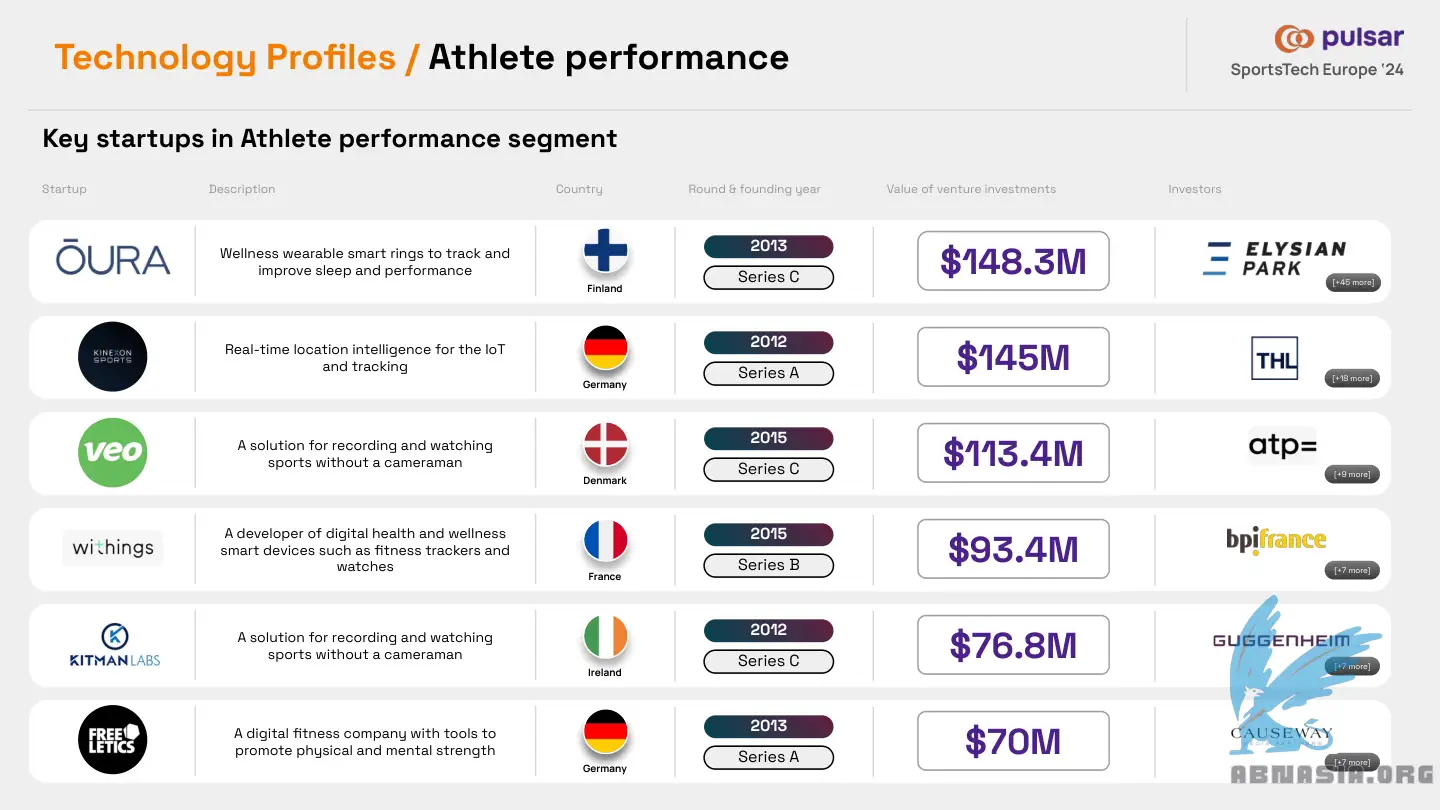 Technology Profiles / Athlete performance
pulsar
SportsTech Europe '24
Key startups in Athlete performance segment
Startup
Description
Country
Round & founding year
Value of venture investments
Investors
ŌURA
Wellness wearable smart rings to track and
improve sleep and performance
Finland
2013
Series C
$148.3M
ELYSIAN
PARK
[+45 more]
KINEXON
SPORTS
Real-time location intelligence for the IoT
and tracking
Germany
2012
Series A
$145M
THL
[+18 more]
veo
A solution for recording and watching
sports without a cameraman
Denmark
2015
Series C
$113.4M
atp=
[+9 more]
withings
A developer of digital health and wellness
smart devices such as fitness trackers and
watches
France
2015
Series B
$93.4M
bpifrance
[+7 more]
KITMAN LABS
A solution for recording and watching
sports without a cameraman
Ireland
2012
Series C
$76.8M
GUGGENHEIM
[+7 more]
FREE
LETICS
A digital fitness company with tools to
promote physical and mental strength
Germany
2013
Series A
$70M
CAUSEWAY
[+7 more]
ABNASIA.ORG